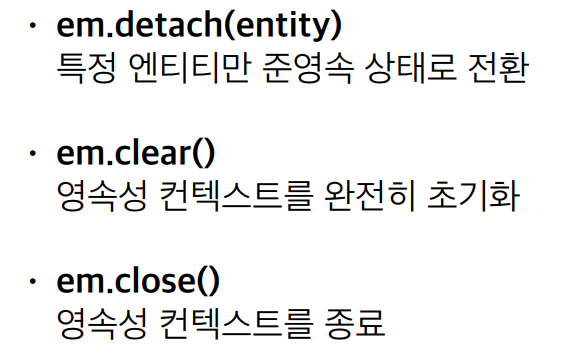 • em.detach(entity)
특정 엔티티만 준영속 상태로 전환
• em.clear()
영속성 컨텍스트를 완전히 초기화
• em.close()
영속성 컨텍스트를 종료